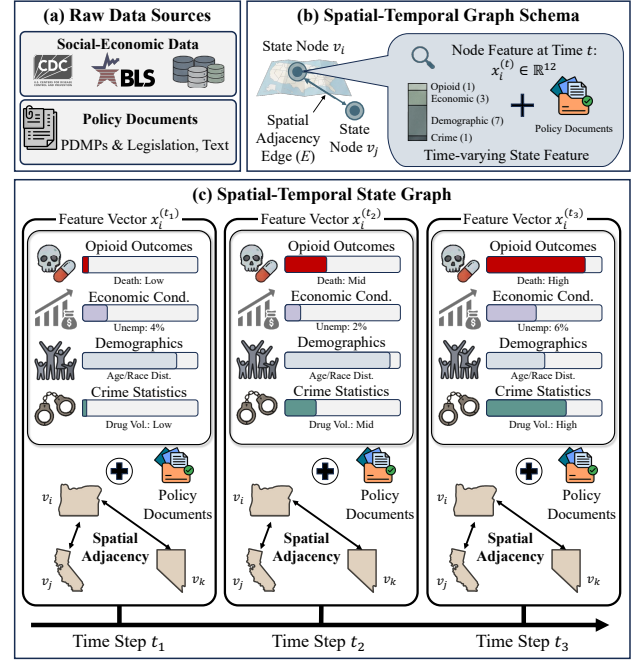 (a) Raw Data Sources
Social-Economic Data
CDC
BLS
Policy Documents
PDMPs & Legislation, Text
(b) Spatial-Temporal Graph Schema
State Node v_i
Spatial
Adjacency
Edge (E)
State
Node v_j
Node Feature at Time t:
x_i^(t) ∈ ℝ^12
Opioid (1)
Economic (3)
Demographic (7)
Crime (1)
Policy Documents
Time-varying State Feature
(c) Spatial-Temporal State Graph
Feature Vector x_i^(t_1)
Opioid Outcomes
Death: Low
Economic Cond.
Unemp: 4%
Demographics
Age/Race Dist.
Crime Statistics
Drug Vol.: Low
Policy
Documents
v_i
Spatial
Adjacency
v_j
v_k
Time Step t_1
Feature Vector x_i^(t_2)
Opioid Outcomes
Death: Mid
Economic Cond.
Unemp: 2%
Demographics
Age/Race Dist.
Crime Statistics
Drug Vol.: Mid
Policy
Documents
v_i
Spatial
Adjacency
v_j
v_k
Time Step t_2
Feature Vector x_i^(t_3)
Opioid Outcomes
Death: High
Economic Cond.
Unemp: 6%
Demographics
Age/Race Dist.
Crime Statistics
Drug Vol.: High
Policy
Documents
v_i
Spatial
Adjacency
v_j
v_k
Time Step t_3